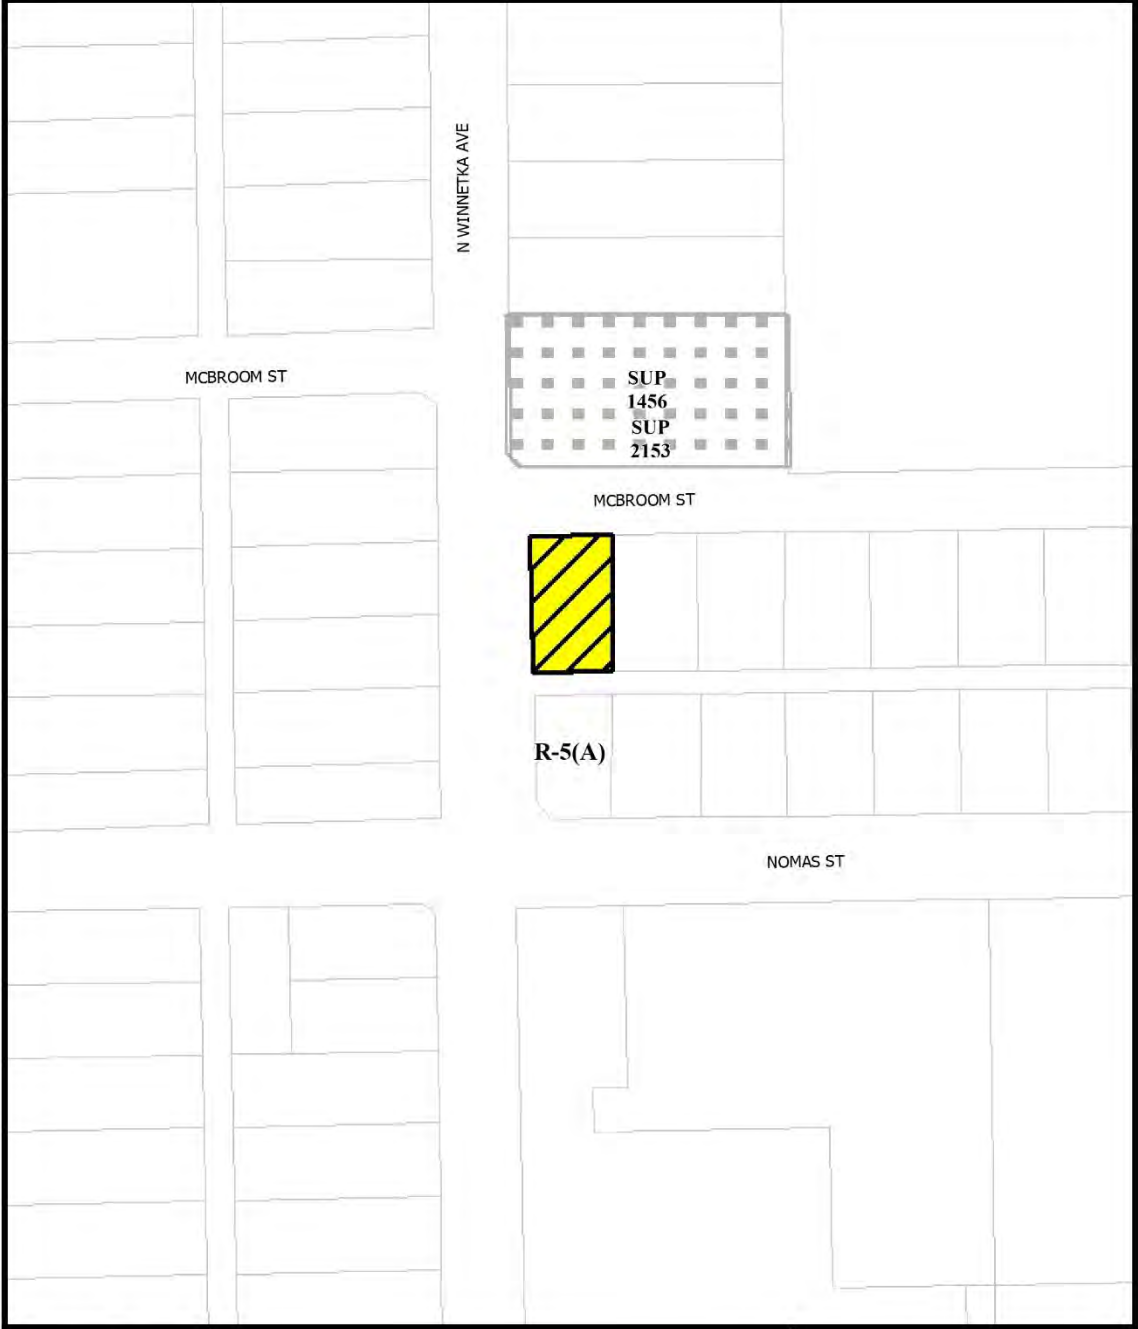 N WINNETKA AVE
MCBROOM ST
SUP
1456
SUP
2153
MCBROOM ST
R-5(A)
NOMAS ST